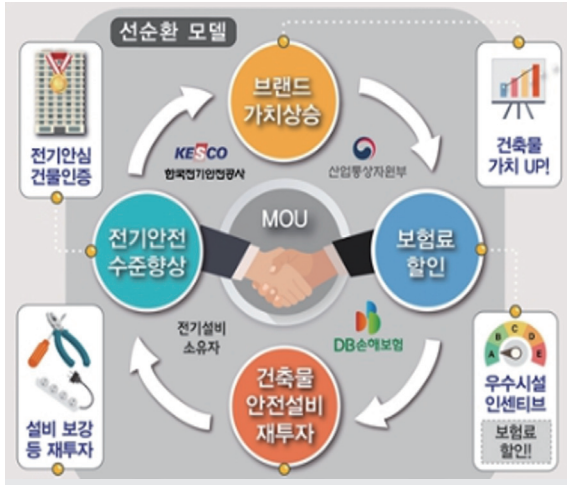 선순환 모델
브랜드
가치상승
건축물
가치 UP!
전기안심
건물인증
KESCO
한국전기안전공사
산업통상자원부
MOU
전기안전
수준향상
보험료
할인
전기설비
소유자
DB손해보험
A B C D E
우수시설
인센티브
보험료
할인!
건축물
안전설비
재투자
설비 보강
등 재투자